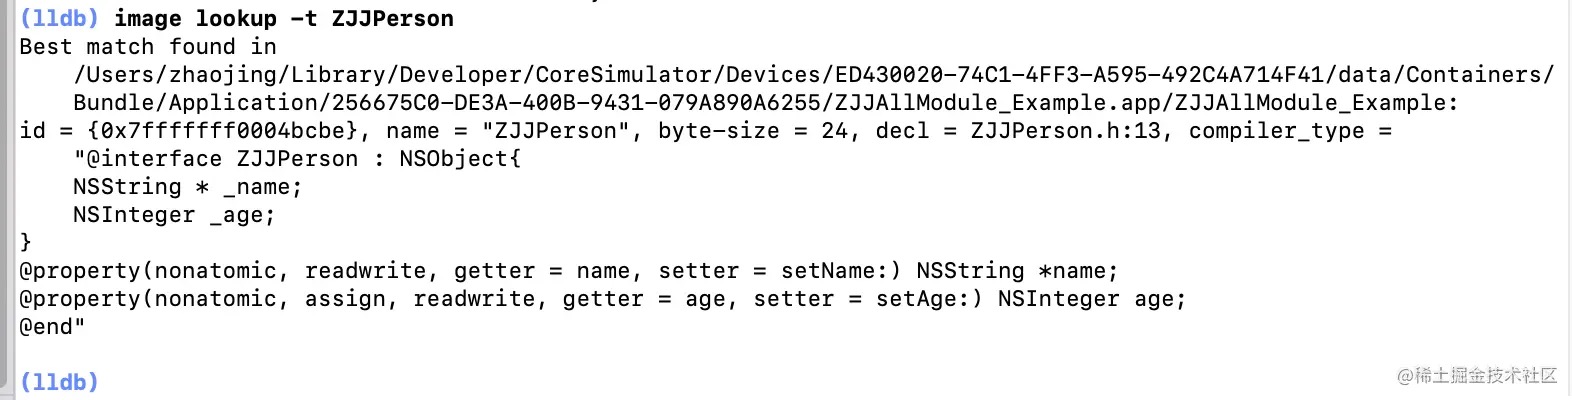 (lldb) image lookup -t ZJJPerson
Best match found in
/Users/zhaojing/Library/Developer/CoreSimulator/Devices/ED430020-74C1-4FF3-A595-492C4A714F41/data/Containers/
Bundle/Application/256675C0-DE3A-400B-9431-079A890A6255/ZJJAllModule_Example.app/ZJJAllModule_Example:
id = {0x7fffffff0004bcbe}, name = "ZJJPerson", byte-size = 24, decl = ZJJPerson.h:13, compiler_type =
"@interface ZJJPerson : NSObject{
NSString * _name;
NSInteger _age;
}
@property(nonatomic, readwrite, getter = name, setter = setName:) NSString *name;
@property(nonatomic, assign, readwrite, getter = age, setter = setAge:) NSInteger age;
@end"
(lldb)
@稀土掘金技术社区